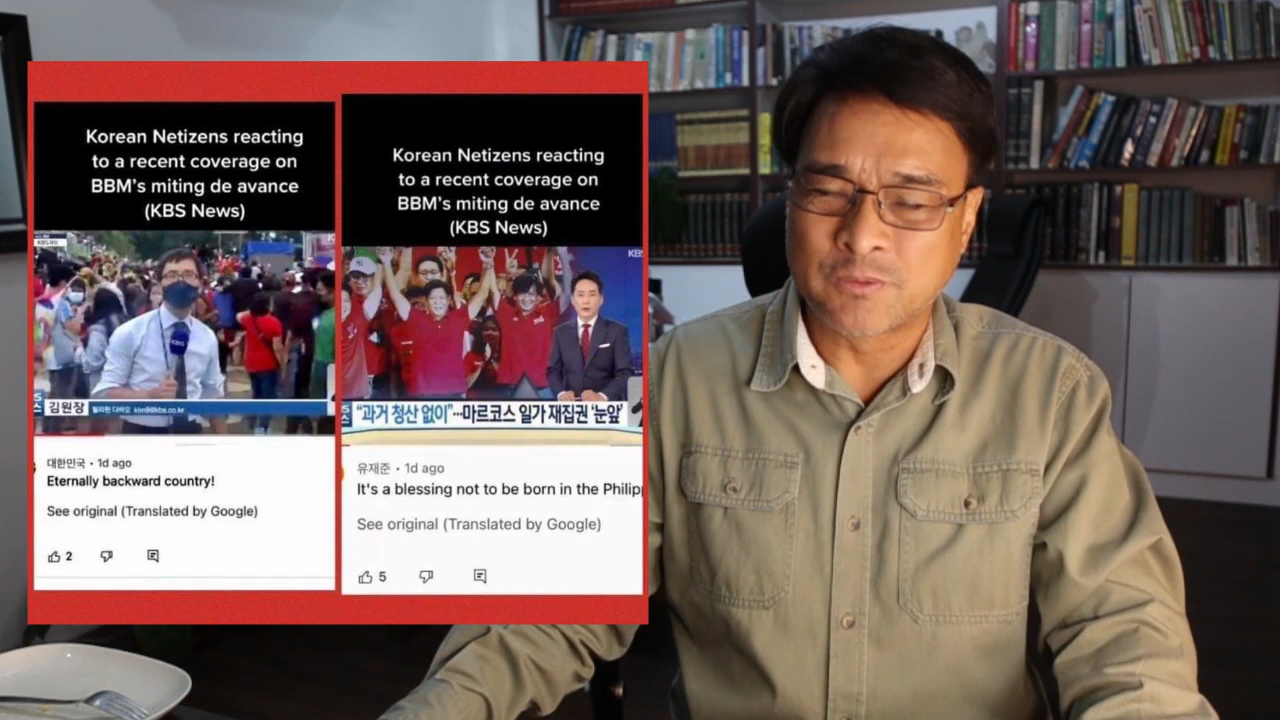 Korean Netizens reacting
to a recent coverage on
BBM's miting de avance
(KBS News)
KBS
김원장
kim9@kbs.co.kr
대한민국 • 1d ago
Eternally backward country!
See original (Translated by Google)
2
Korean Netizens reacting
to a recent coverage on
BBM's miting de avance
(KBS News)
KBS
"과거 청산 없이"…마르코스 일가 재집권 '눈앞'
유재준 • 1d ago
It's a blessing not to be born in the Philipp
See original (Translated by Google)
5